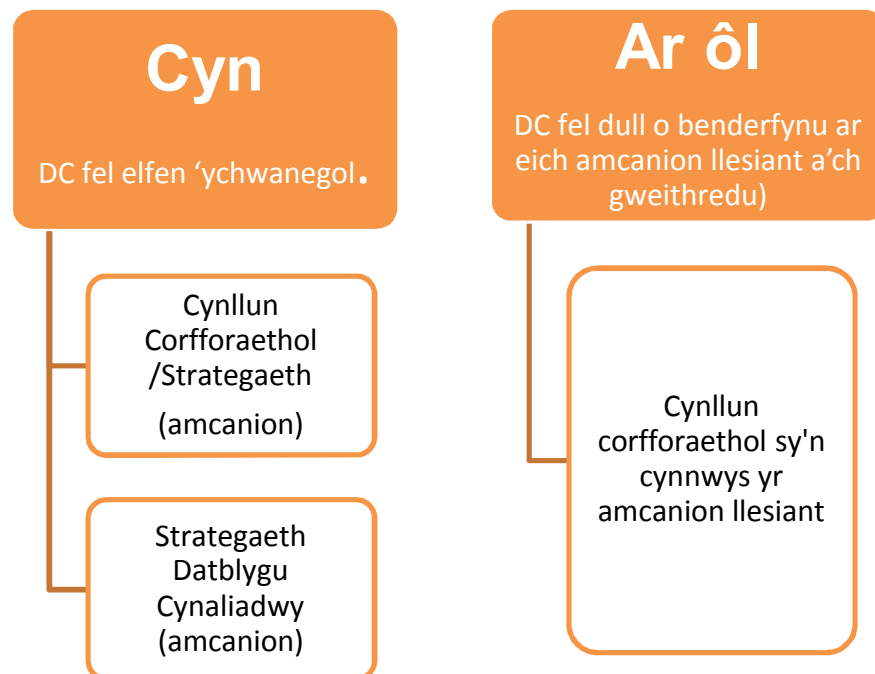 Cyn
DC fel elfen ‘ychwanegol.
Cynllun
Corfforaethol
/Strategaeth
(amcanion)
Strategaeth
Datblygu
Cynaliadwy
(amcanion)
Ar ôl
DC fel dull o benderfynu ar
eich amcanion llesiant a’ch
gweithredu)
Cynllun
corfforaethol sy'n
cynnwys yr
amcanion llesiant